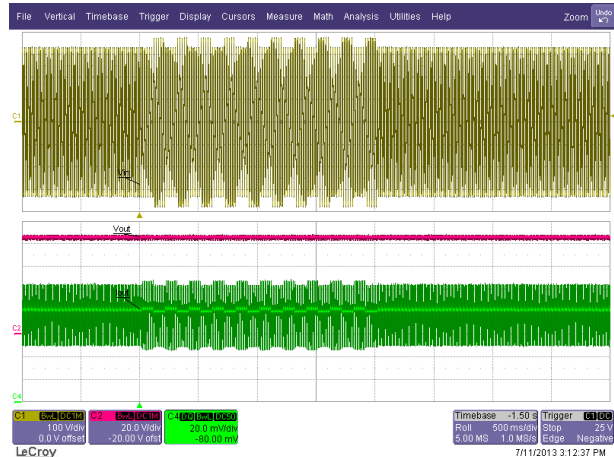 File Vertical Timebase Trigger Display Cursors Measure Math Analysis Utilities Help Zoom Undo
C1
Vin
Vout
C2
C4
C1 BwL DC1M
100 V/div
0.0 V offset
C2 BwL DC1M
20.0 V/div
-20.00 V ofst
C4 DQ BwL DC50
20.0 mV/div
-80.00 mV
Timebase -1.50 s
Roll 500 ms/div
5.00 MS 1.0 MS/s
Trigger C1 DC
Stop 25 V
Edge Negative
LeCroy
7/11/2013 3:12:37 PM